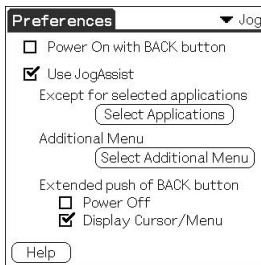 Preferences Jog
Power On with BACK button
Use JogAssist
Except for selected applications
Select Applications
Additional Menu
Select Additional Menu
Extended push of BACK button
Power Off
Display Cursor/Menu
Help